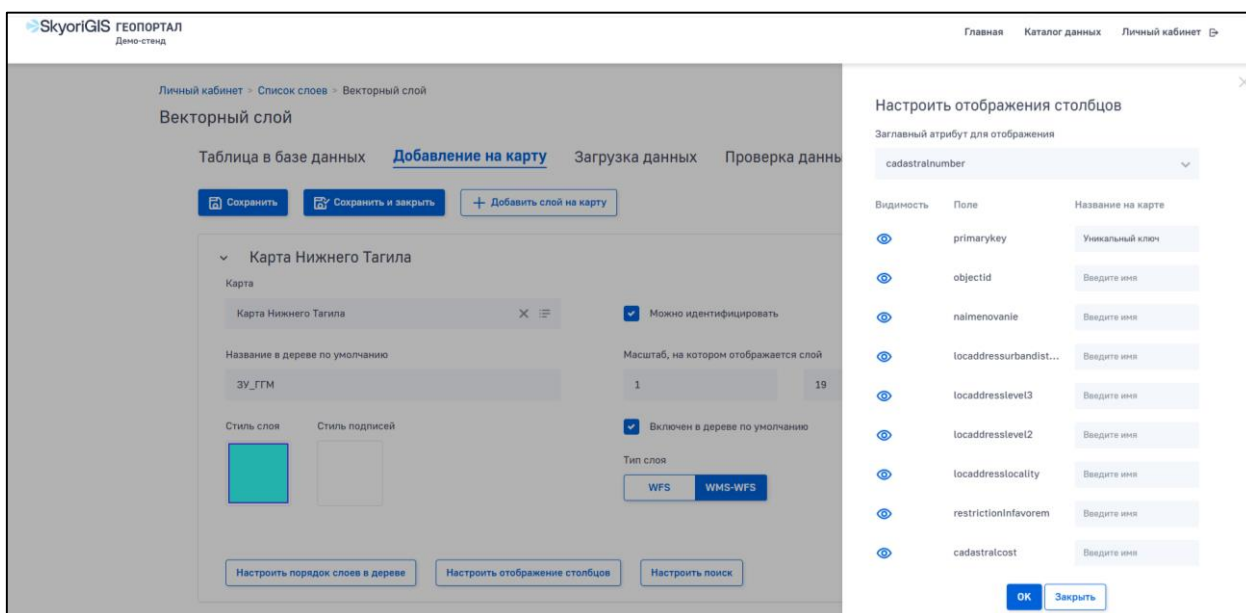 SkyoriGIS ГЕОПОРТАЛ
Демо-стенд
Главная Каталог данных Личный кабинет
Личный кабинет > Список слоев > Векторный слой
Векторный слой
Таблица в базе данных Добавление на карту Загрузка данных Проверка данны
Сохранить Сохранить и закрыть + Добавить слой на карту
Карта Нижнего Тагила
Карта
Карта Нижнего Тагила Можно идентифицировать
Название в дереве по умолчанию Масштаб, на котором отображается слой
ЗУ_ГГМ 1 19
Стиль слоя Стиль подписей Включен в дереве по умолчанию
Тип слоя
WFS WMS-WFS
Настроить порядок слоев в дереве Настроить отображение столбцов Настроить поиск
Настроить отображения столбцов
Заглавный атрибут для отображения
cadastralnumber
Видимость Поле Название на карте
primarykey Уникальный ключ
objectid Введите имя
naimenovanie Введите имя
locaddressurbandist... Введите имя
locaddresslevel3 Введите имя
locaddresslevel2 Введите имя
locaddresslocality Введите имя
restrictioninfavorem Введите имя
cadastralcost Введите имя
ОК Закрыть